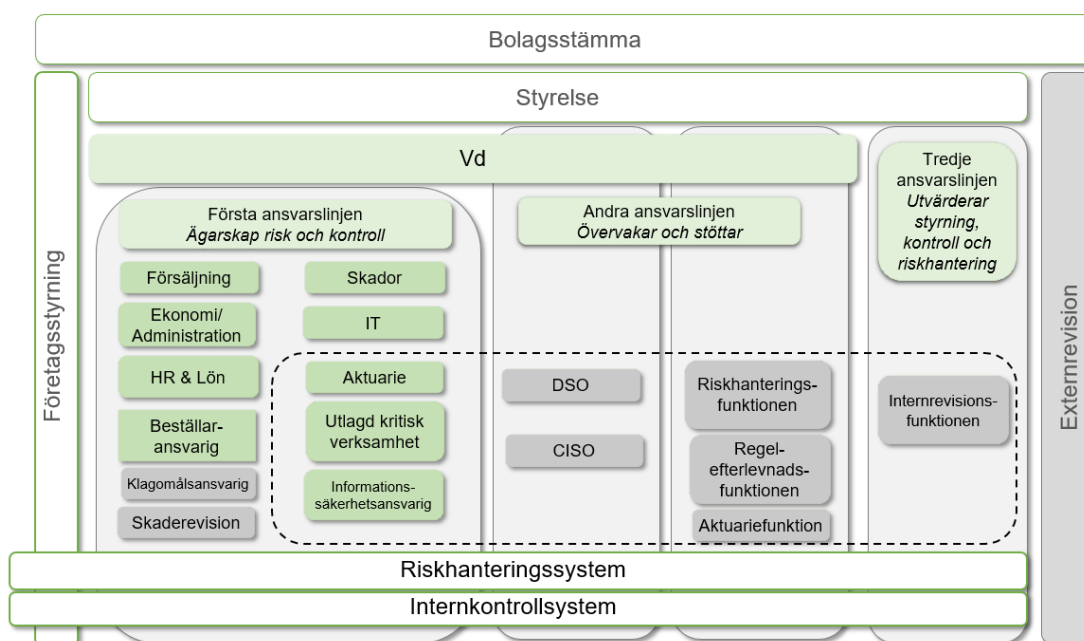 Bolagsstämma
Företagsstyrning
Styrelse
Externrevision
Vd
Första ansvarslinjen
Ägarskap risk och kontroll
Försäljning
Ekonomi/
Administration
HR & Lön
Beställar-
ansvarig
Klagomålsansvarig
Skaderevision
Skador
IT
Aktuarie
Utlagd kritisk
verksamhet
Informations-
säkerhetsansvarig
Andra ansvarslinjen
Övervakar och stöttar
DSO
CISO
Riskhanterings-
funktionen
Regel-
efterlevnads-
funktionen
Aktuariefunktion
Tredje
ansvarslinjen
Utvärderar
styrning,
kontroll och
riskhantering
Internrevisions-
funktionen
Riskhanteringssystem
Internkontrollsystem